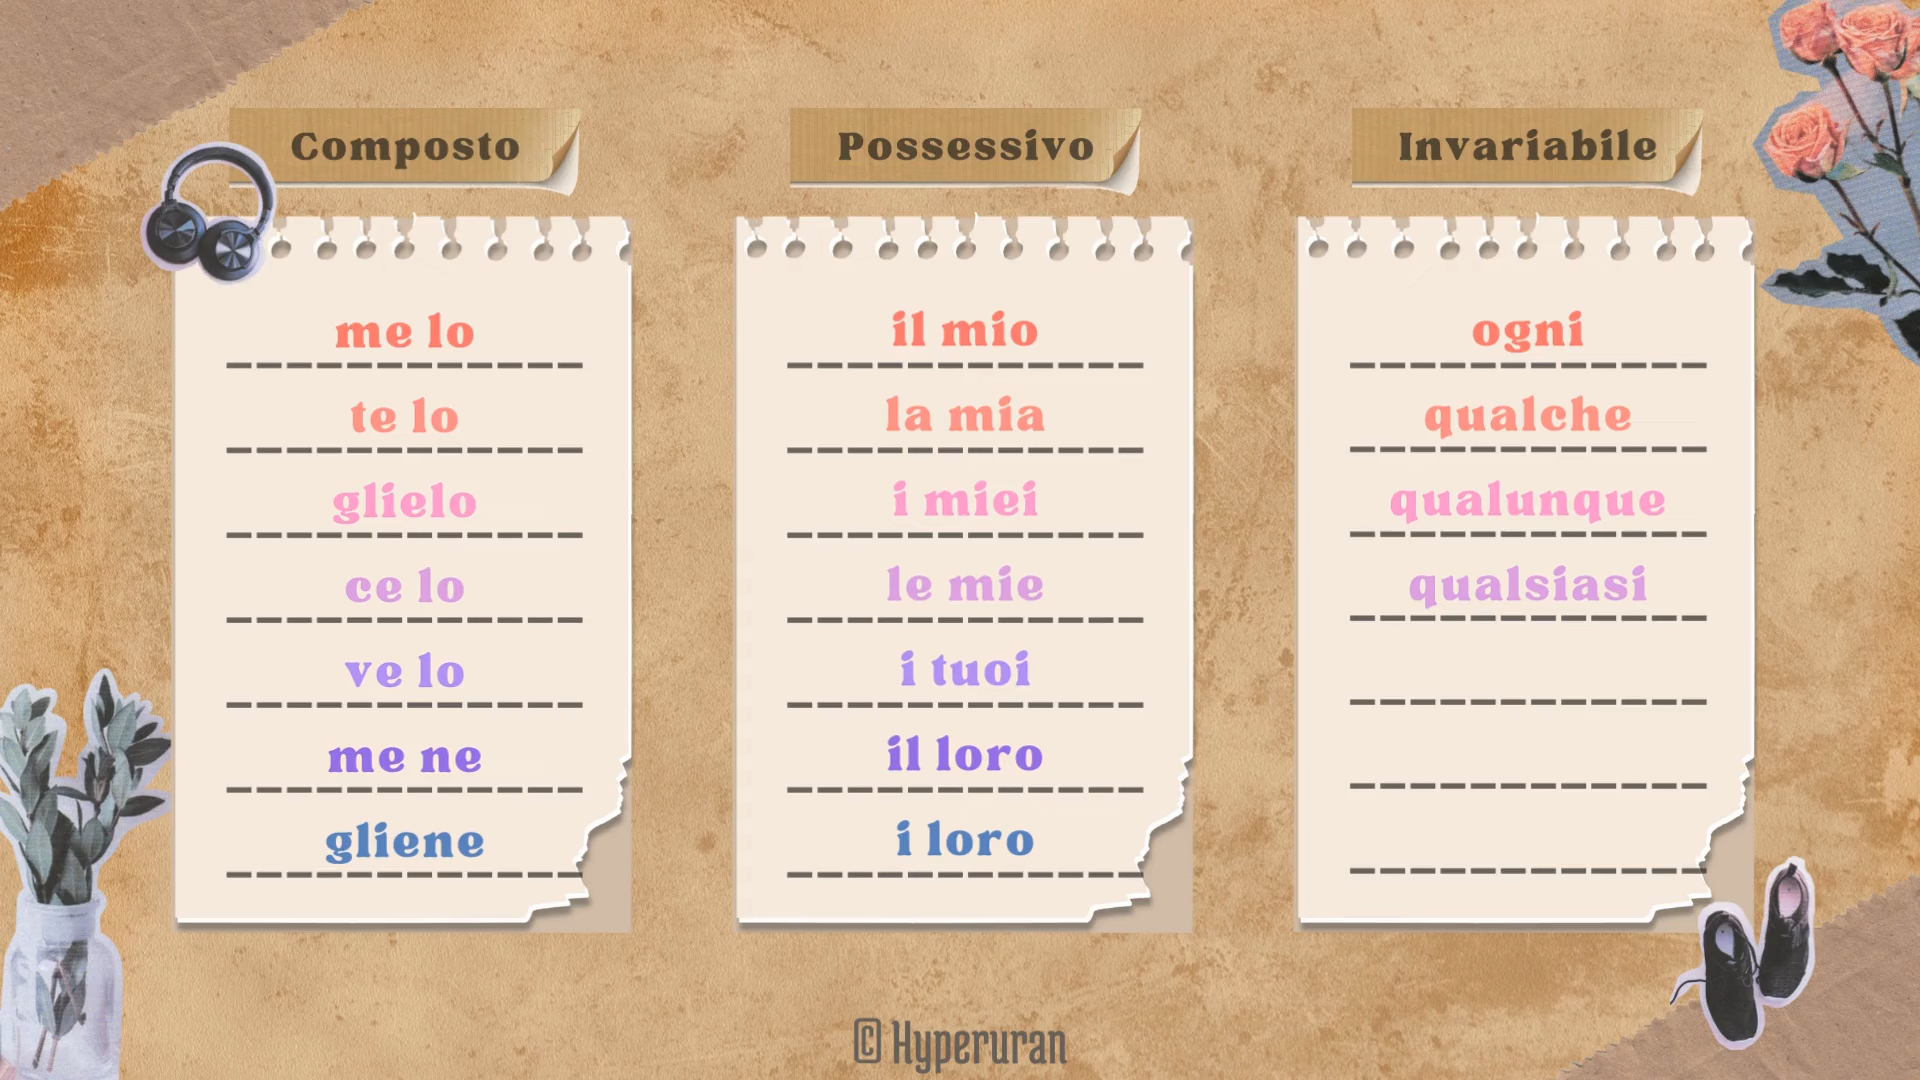 Composto
me lo
te lo
glielo
ce lo
ve lo
me ne
gliene
Possessivo
il mio
la mia
i miei
le mie
i tuoi
il loro
i loro
Invariabile
ogni
qualche
qualunque
qualsiasi
© Hyperuran